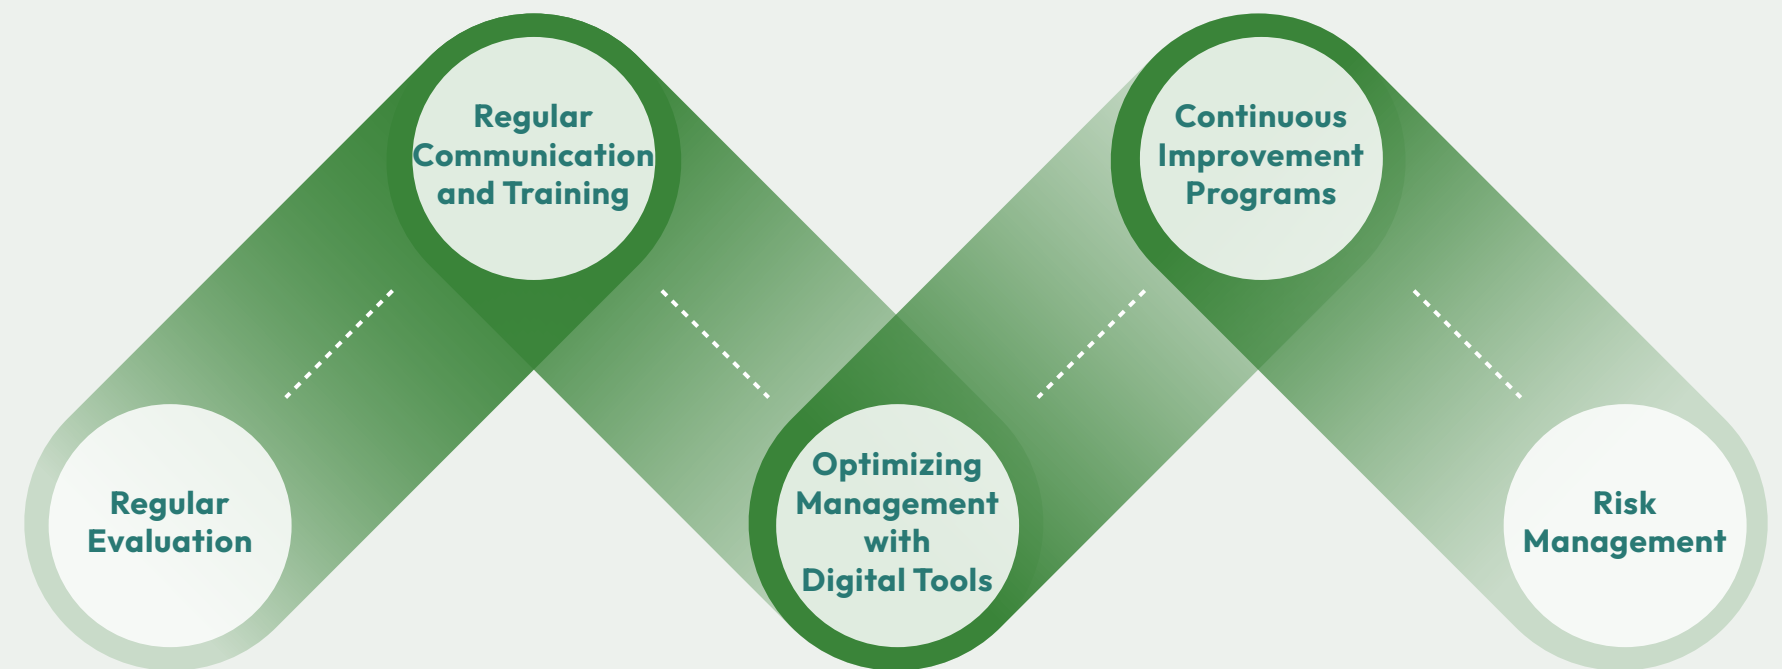 Regular
Evaluation
Regular
Communication
and Training
Optimizing
Management
with
Digital Tools
Continuous
Improvement
Programs
Risk
Management